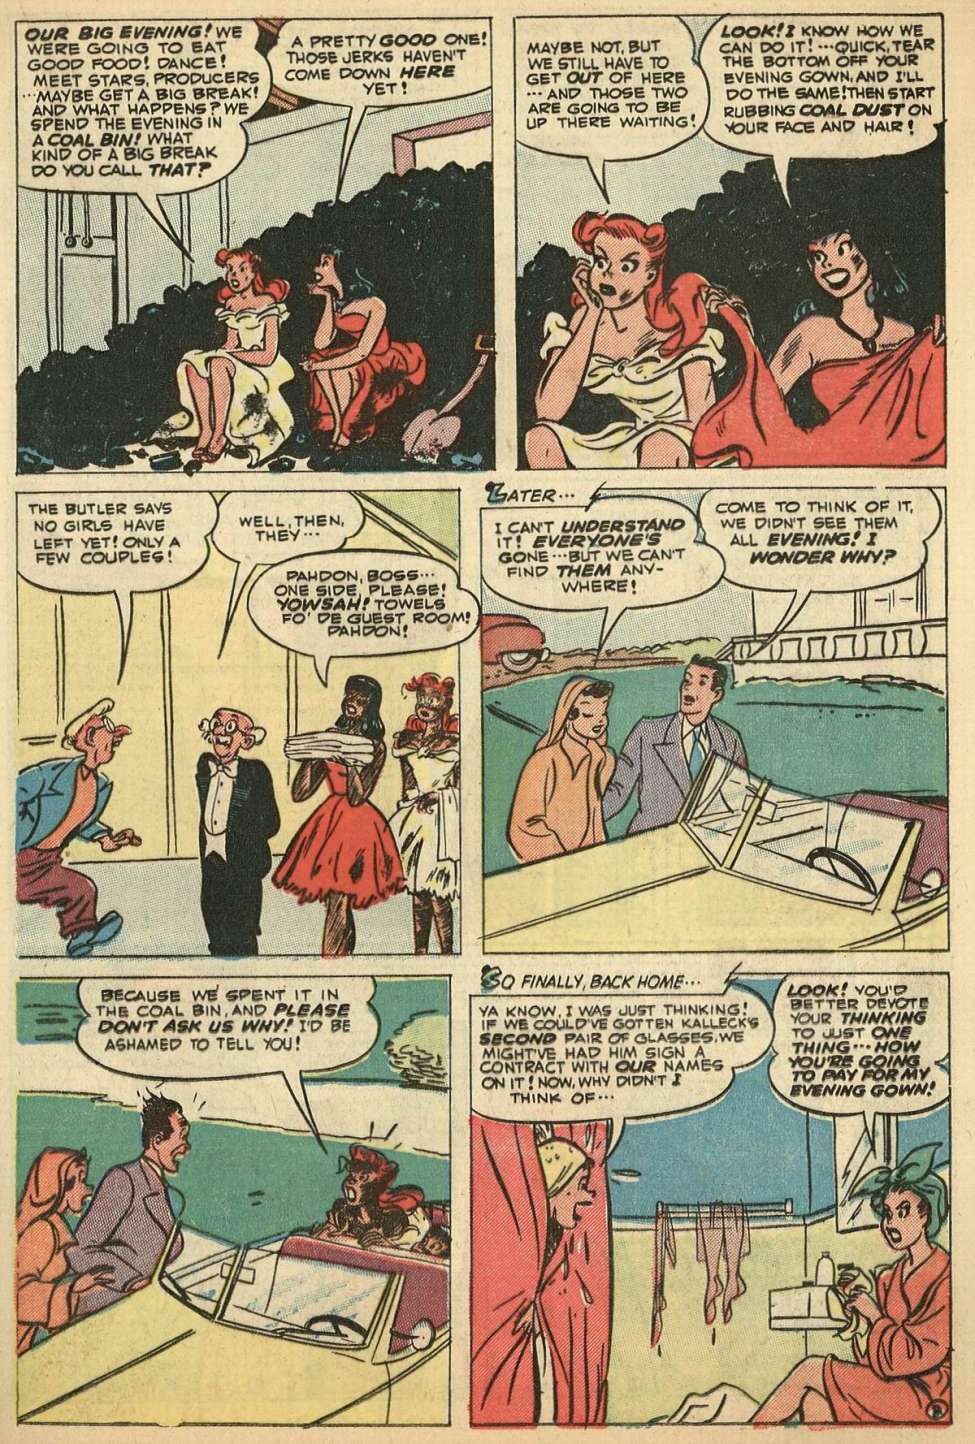 OUR BIG EVENING! WE
WERE GOING TO EAT
GOOD FOOD! DANCE!
MEET STARS, PRODUCERS
...MAYBE GET A BIG BREAK!
AND WHAT HAPPENS? WE
SPEND THE EVENING IN
A COAL BIN! WHAT
KIND OF A BIG BREAK
DO YOU CALL THAT?
A PRETTY GOOD ONE!
THOSE JERKS HAVEN'T
COME DOWN HERE
YET!
MAYBE NOT, BUT
WE STILL HAVE TO
GET OUT OF HERE
...AND THOSE TWO
ARE GOING TO BE
UP THERE WAITING!
LOOK! I KNOW HOW WE
CAN DO IT! ...QUICK, TEAR
THE BOTTOM OFF YOUR
EVENING GOWN, AND I'LL
DO THE SAME! THEN START
RUBBING COAL DUST ON
YOUR FACE AND HAIR!
THE BUTLER SAYS
NO GIRLS HAVE
LEFT YET! ONLY A
FEW COUPLES!
WELL, THEN,
THEY...
PAHDON, BOSS...
ONE SIDE, PLEASE!
YOWSAH! TOWELS
FO' DE GUEST ROOM!
PAHDON!
LATER...
I CAN'T UNDERSTAND
IT! EVERYONE'S
GONE...BUT WE CAN'T
FIND THEM ANY-
WHERE!
COME TO THINK OF IT,
WE DIDN'T SEE THEM
ALL EVENING! I
WONDER WHY?
BECAUSE WE SPENT IT IN
THE COAL BIN, AND PLEASE
DON'T ASK US WHY! I'D BE
ASHAMED TO TELL YOU!
SO FINALLY, BACK HOME...
YA KNOW, I WAS JUST THINKING!
IF WE COULD'VE GOTTEN KALLECK'S
SECOND PAIR OF GLASSES, WE
MIGHT'VE HAD HIM SIGN A
CONTRACT WITH OUR NAMES
ON IT! NOW, WHY DIDN'T I
THINK OF...
LOOK! YOU'D
BETTER DEVOTE
YOUR THINKING
TO JUST ONE
THING...HOW
YOU'RE GOING
TO PAY FOR MY
EVENING GOWN!